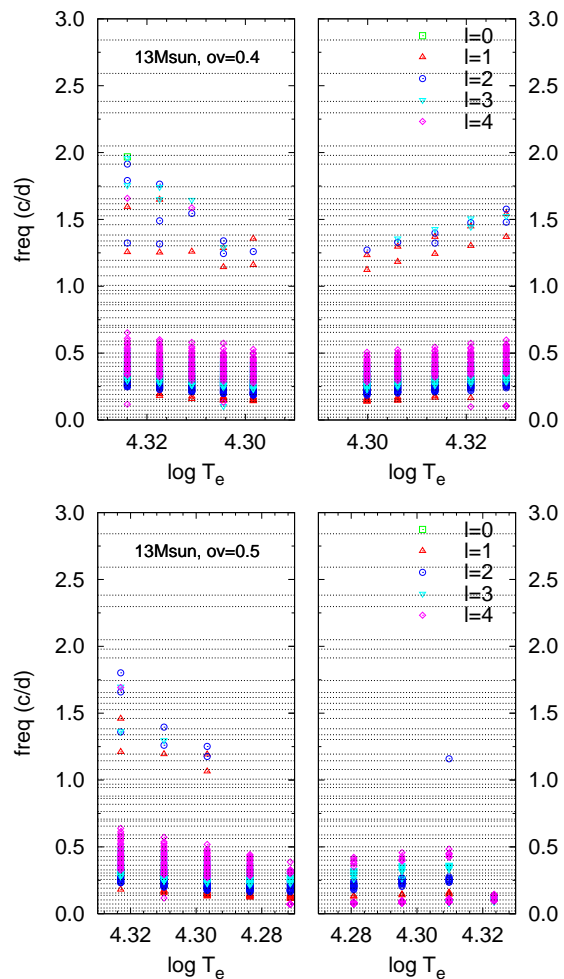 3.0
2.5
2.0
1.5
1.0
0.5
0.0
freq (c/d)
13Msun, ov=0.4
4.32 4.30
log T_e
l=0
l=1
l=2
l=3
l=4
3.0
2.5
2.0
1.5
1.0
0.5
0.0
4.30 4.32
log T_e
3.0
2.5
2.0
1.5
1.0
0.5
0.0
freq (c/d)
13Msun, ov=0.5
4.32 4.30 4.28
log T_e
l=0
l=1
l=2
l=3
l=4
3.0
2.5
2.0
1.5
1.0
0.5
0.0
4.28 4.30 4.32
log T_e